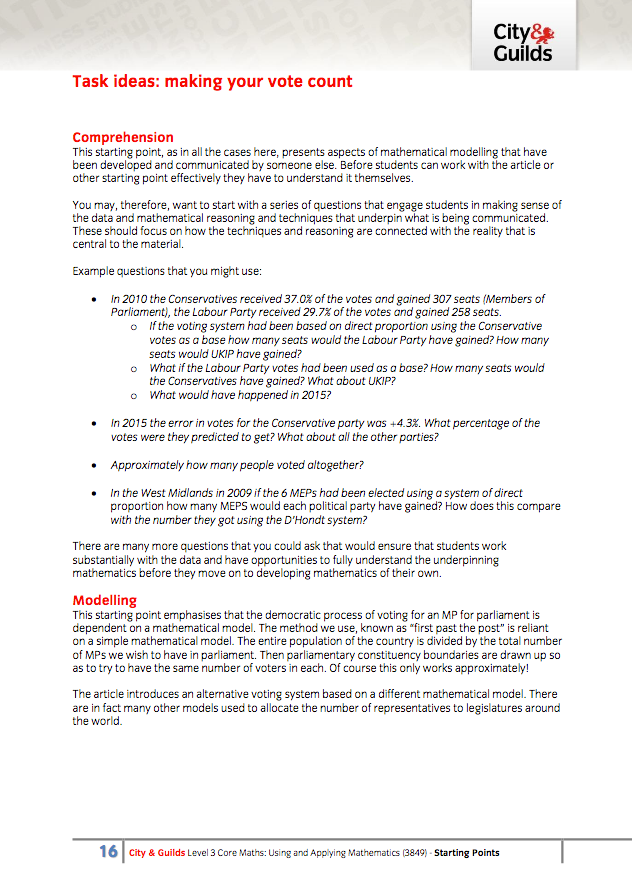 City&
Guilds
Task ideas: making your vote count
Comprehension
This starting point, as in all the cases here, presents aspects of mathematical modelling that have
been developed and communicated by someone else. Before students can work with the article or
other starting point effectively they have to understand it themselves.
You may, therefore, want to start with a series of questions that engage students in making sense of
the data and mathematical reasoning and techniques that underpin what is being communicated.
These should focus on how the techniques and reasoning are connected with the reality that is
central to the material.
Example questions that you might use:
• In 2010 the Conservatives received 37.0% of the votes and gained 307 seats (Members of
Parliament), the Labour Party received 29.7% of the votes and gained 258 seats.
o If the voting system had been based on direct proportion using the Conservative
votes as a base how many seats would the Labour Party have gained? How many
seats would UKIP have gained?
o What if the Labour Party votes had been used as a base? How many seats would
the Conservatives have gained? What about UKIP?
o What would have happened in 2015?
• In 2015 the error in votes for the Conservative party was +4.3%. What percentage of the
votes were they predicted to get? What about all the other parties?
• Approximately how many people voted altogether?
• In the West Midlands in 2009 if the 6 MEPs had been elected using a system of direct
proportion how many MEPS would each political party have gained? How does this compare
with the number they got using the D'Hondt system?
There are many more questions that you could ask that would ensure that students work
substantially with the data and have opportunities to fully understand the underpinning
mathematics before they move on to developing mathematics of their own.
Modelling
This starting point emphasises that the democratic process of voting for an MP for parliament is
dependent on a mathematical model. The method we use, known as "first past the post" is reliant
on a simple mathematical model. The entire population of the country is divided by the total number
of MPs we wish to have in parliament. Then parliamentary constituency boundaries are drawn up so
as to try to have the same number of voters in each. Of course this only works approximately!
The article introduces an alternative voting system based on a different mathematical model. There
are in fact many other models used to allocate the number of representatives to legislatures around
the world.
16 City & Guilds Level 3 Core Maths: Using and Applying Mathematics (3849) - Starting Points